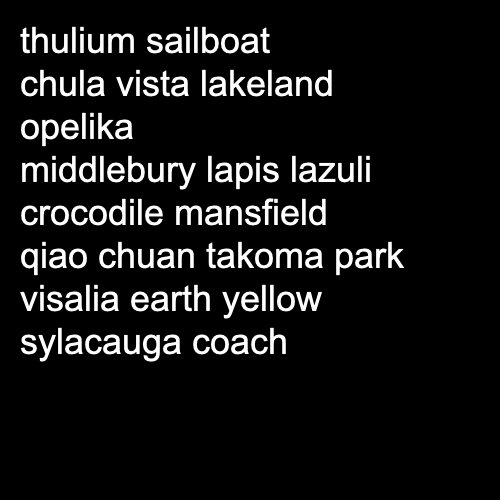 thulium sailboat
chula vista lakeland
opelika
middlebury lapis lazuli
crocodile mansfield
qiao chuan takoma park
visalia earth yellow
sylacauga coach